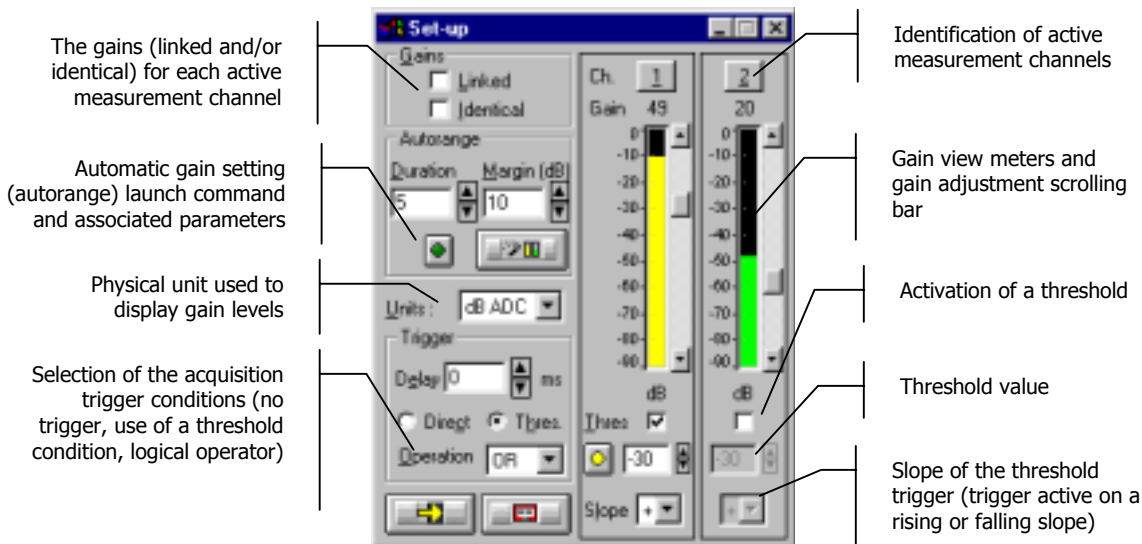 The gains (linked and/or
identical) for each active
measurement channel
Automatic gain setting
(autorange) launch command
and associated parameters
Physical unit used to
display gain levels
Selection of the acquisition
trigger conditions (no
trigger, use of a threshold
condition, logical operator)
Set-up
Gains
Linked
Identical
Autorange
Duration Margin (dB)
5 10
Units : dB ADC
Trigger
Delay 0 ms
Direct Thres.
Operation OR
Ch. 1 2
Gain 49 20
0 0
-10 -10
-20 -20
-30 -30
-40 -40
-50 -50
-60 -60
-70 -70
-80 -80
-90 -90
dB dB
Thres
-30 -30
Slope + +
Identification of active
measurement channels
Gain view meters and
gain adjustment scrolling
bar
Activation of a threshold
Threshold value
Slope of the threshold
trigger (trigger active on a
rising or falling slope)